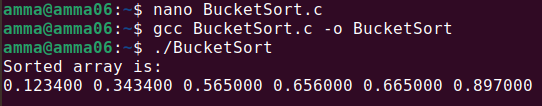 amma@amma06:~$ nano BucketSort.c
amma@amma06:~$ gcc BucketSort.c -o BucketSort
amma@amma06:~$ ./BucketSort
Sorted array is:
0.123400 0.343400 0.565000 0.656000 0.665000 0.897000